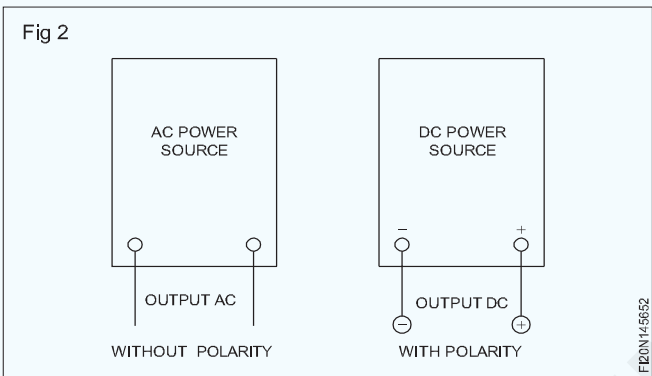 Fig 2
AC POWER
SOURCE
OUTPUT AC
WITHOUT POLARITY
DC POWER
SOURCE
− +
OUTPUT DC
− +
WITH POLARITY
FI20N145652